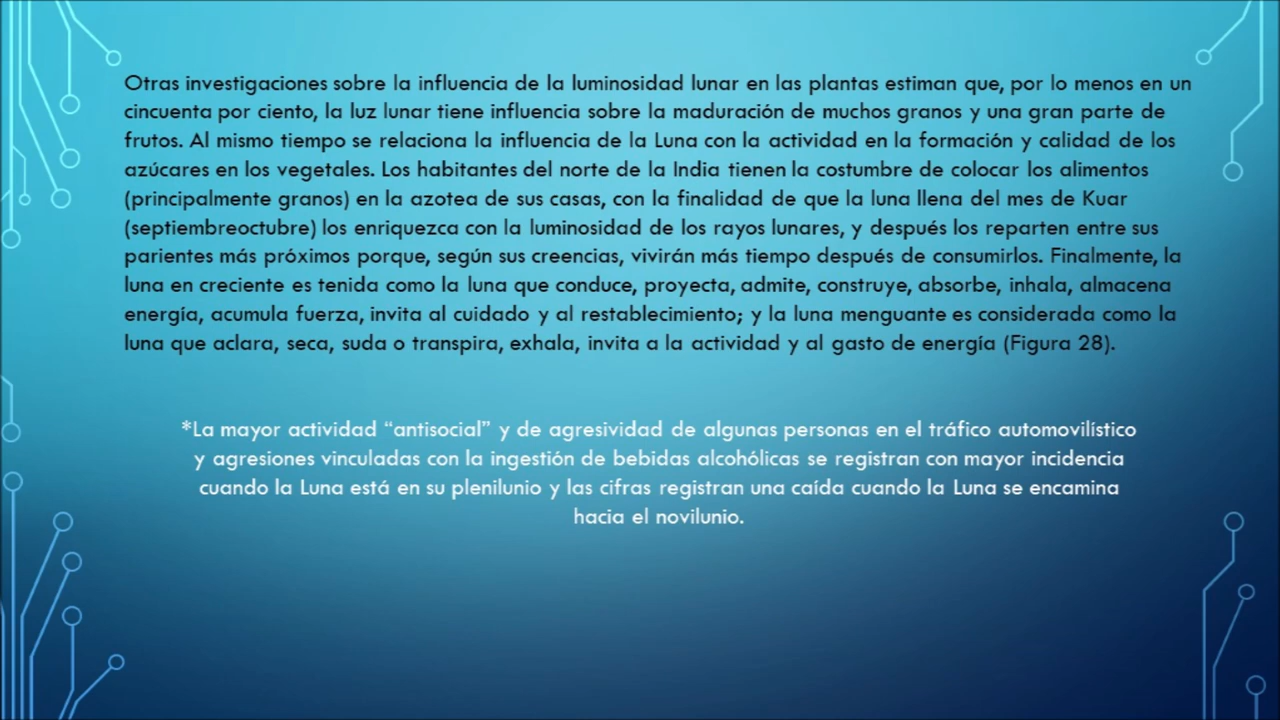 Otras investigaciones sobre la influencia de la luminosidad lunar en las plantas estiman que, por lo menos en un
cincuenta por ciento, la luz lunar tiene influencia sobre la maduración de muchos granos y una gran parte de
frutos. Al mismo tiempo se relaciona la influencia de la Luna con la actividad en la formación y calidad de los
azúcares en los vegetales. Los habitantes del norte de la India tienen la costumbre de colocar los alimentos
(principalmente granos) en la azotea de sus casas, con la finalidad de que la luna llena del mes de Kuar
(septiembreoctubre) los enriquezca con la luminosidad de los rayos lunares, y después los reparten entre sus
parientes más próximos porque, según sus creencias, vivirán más tiempo después de consumirlos. Finalmente, la
luna en creciente es tenida como la luna que conduce, proyecta, admite, construye, absorbe, inhala, almacena
energía, acumula fuerza, invita al cuidado y al restablecimiento; y la luna menguante es considerada como la
luna que aclara, seca, suda o transpira, exhala, invita a la actividad y al gasto de energía (Figura 28).
*La mayor actividad “antisocial” y de agresividad de algunas personas en el tráfico automovilístico
y agresiones vinculadas con la ingestión de bebidas alcohólicas se registran con mayor incidencia
cuando la Luna está en su plenilunio y las cifras registran una caída cuando la Luna se encamina
hacia el novilunio.